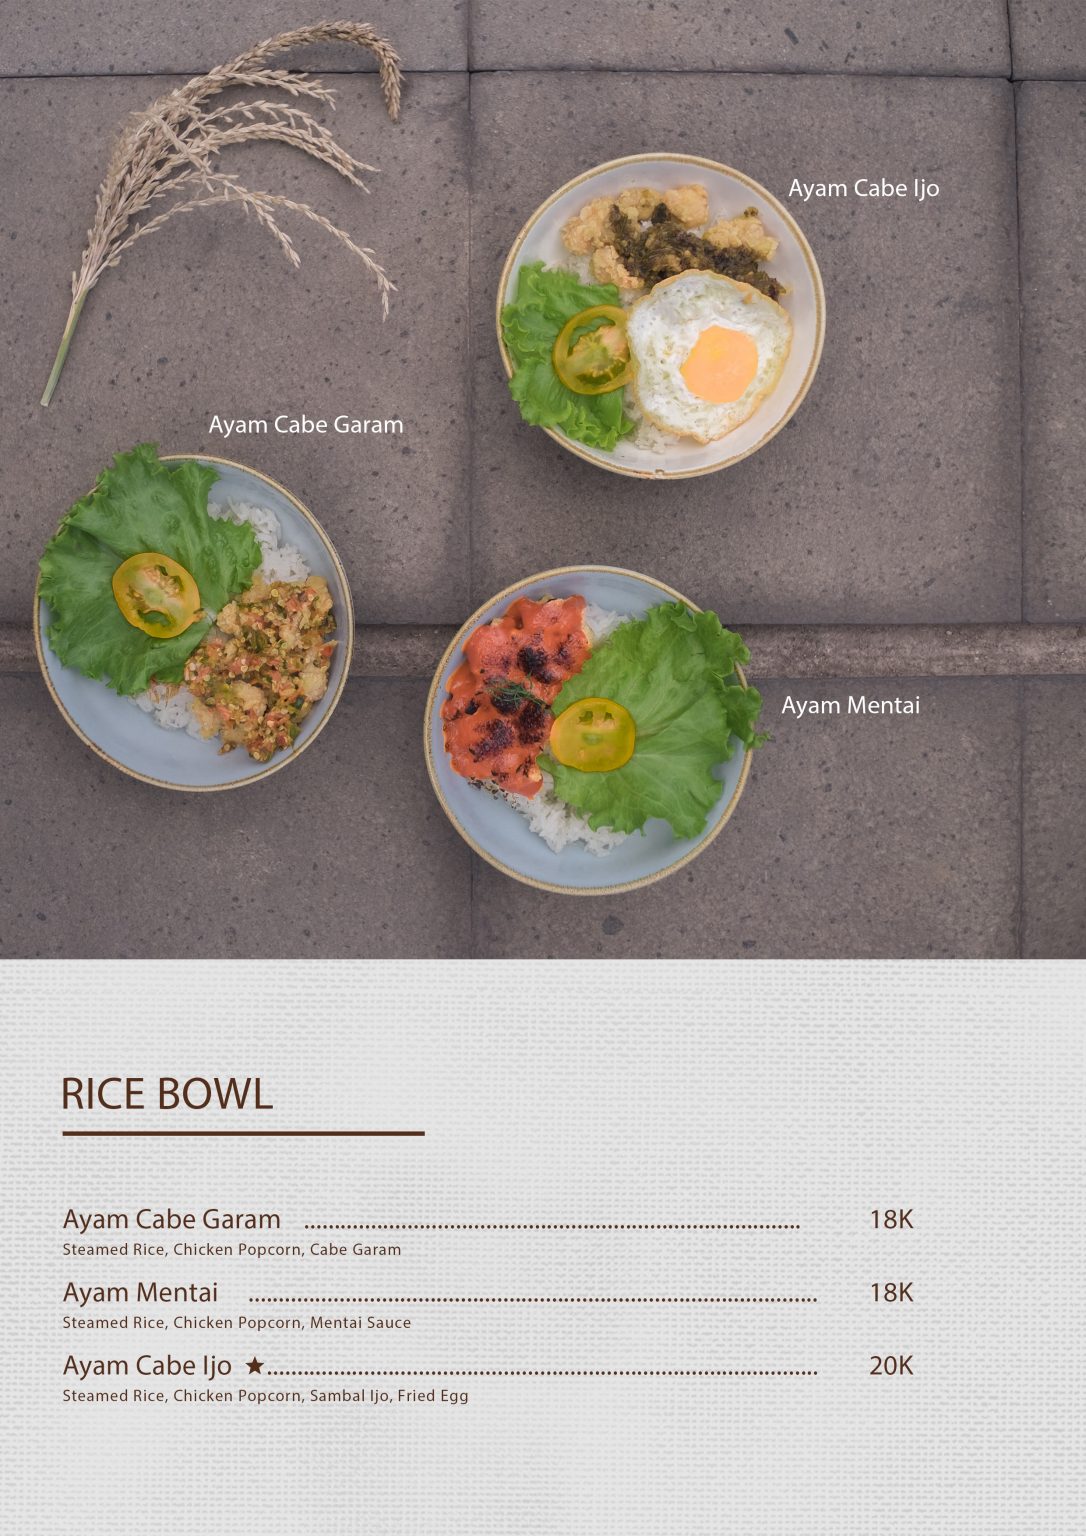 Ayam Cabe Ijo
Ayam Cabe Garam
Ayam Mentai
RICE BOWL
Ayam Cabe Garam ........ 18K
Steamed Rice, Chicken Popcorn, Cabe Garam
Ayam Mentai ........ 18K
Steamed Rice, Chicken Popcorn, Mentai Sauce
Ayam Cabe Ijo ★ ........ 20K
Steamed Rice, Chicken Popcorn, Sambal Ijo, Fried Egg